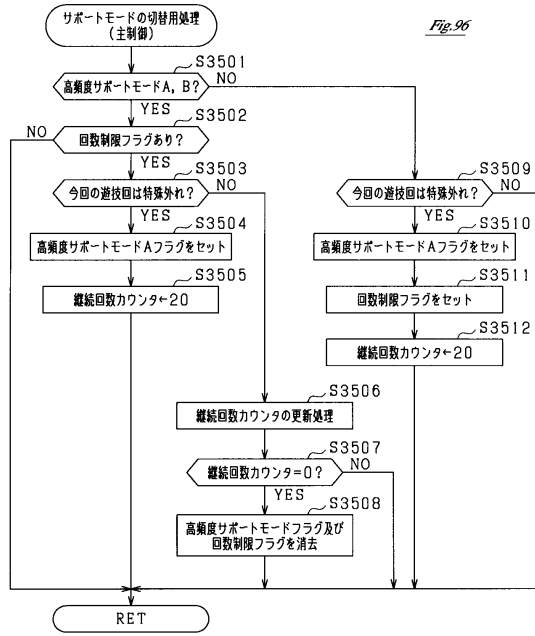 Fig.96
サポートモードの切替用処理
(主制御)
S3501
高頻度サポートモードA, B?
NO
YES
S3502
NO
回数制限フラグあり?
YES
S3503
今回の遊技回は特殊外れ?
NO
YES
S3504
高頻度サポートモードAフラグをセット
S3505
継続回数カウンタ←20
S3509
今回の遊技回は特殊外れ?
NO
YES
S3510
高頻度サポートモードAフラグをセット
S3511
回数制限フラグをセット
S3512
継続回数カウンタ←20
S3506
継続回数カウンタの更新処理
S3507
継続回数カウンタ=0?
NO
YES
S3508
高頻度サポートモードフラグ及び
回数制限フラグを消去
RET